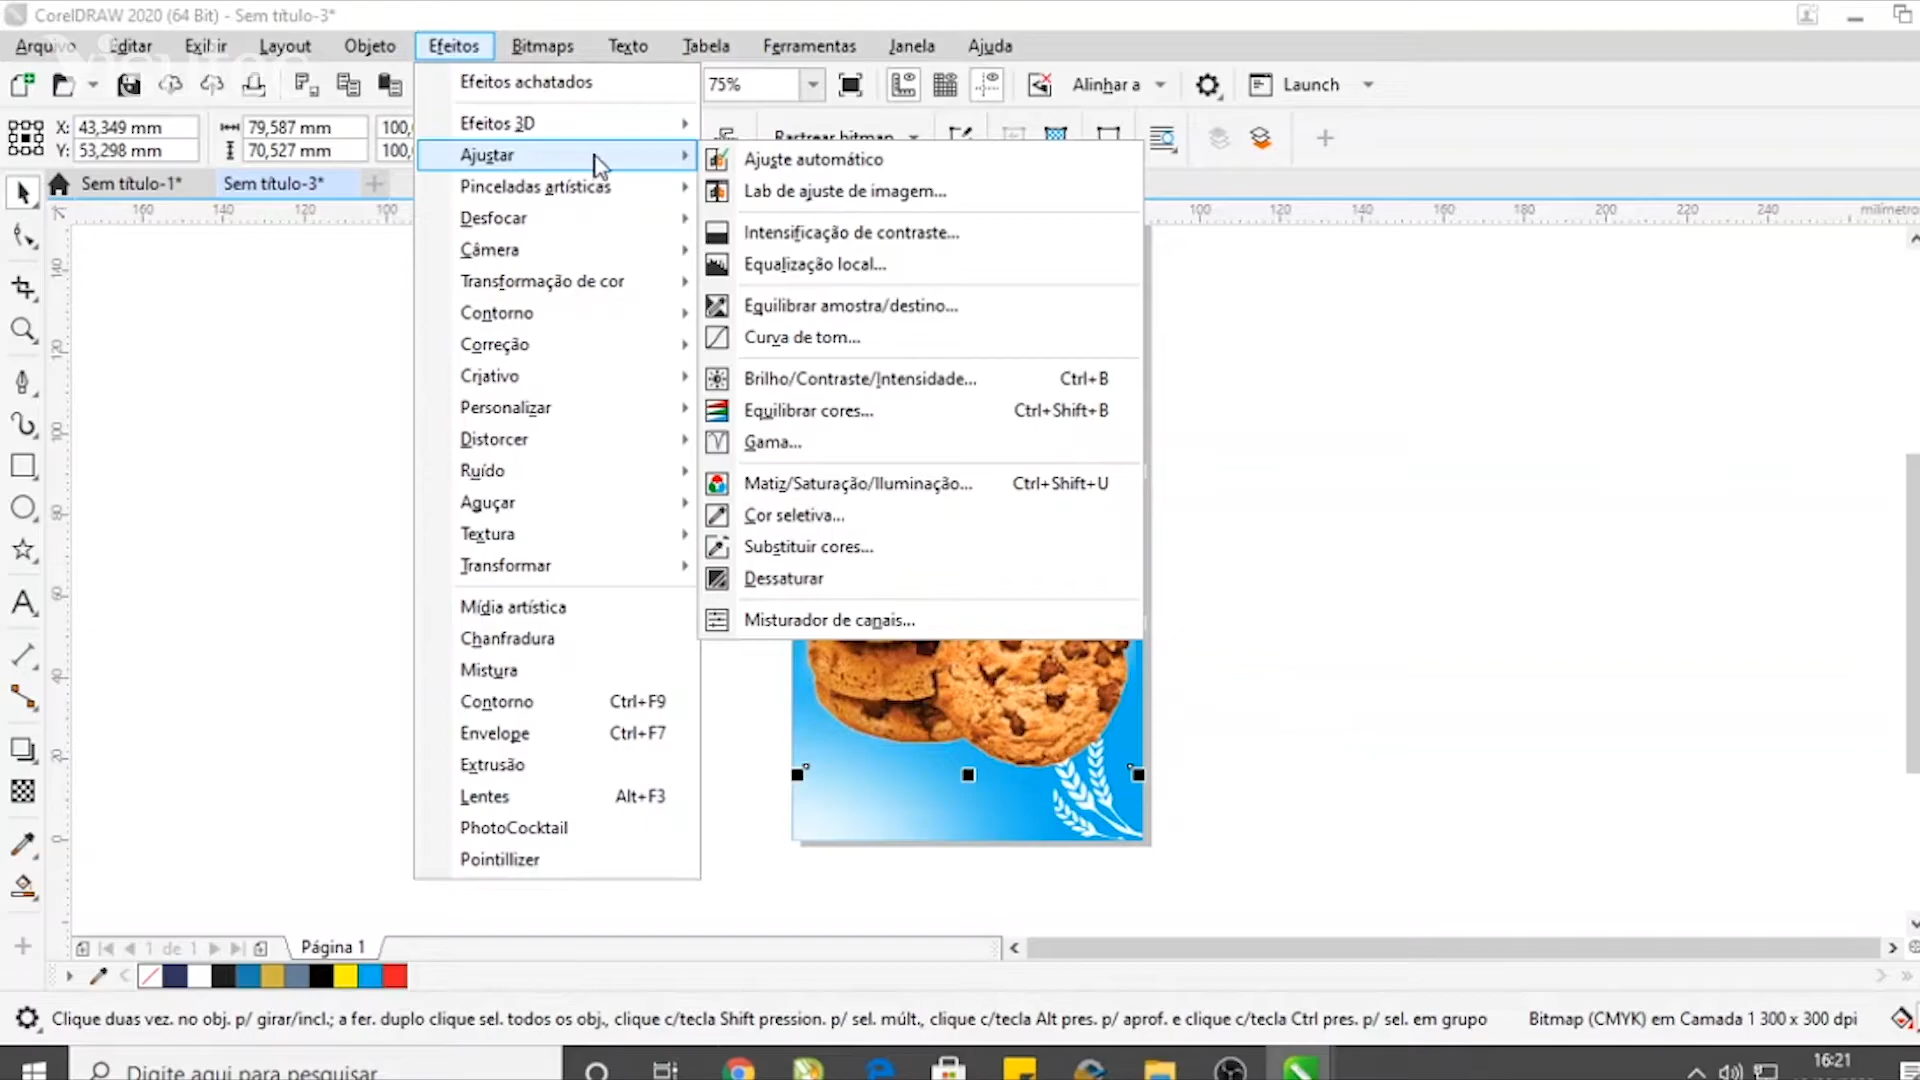 CorelDRAW 2020 (64 Bit) - Sem título-3*
Arquivo Editar Exibir Layout Objeto Efeitos Bitmaps Texto Tabela Ferramentas Janela Ajuda
75% Alinhar a Launch
X: 43,349 mm 79,587 mm 100,
Y: 53,298 mm 70,527 mm 100,
Rastrear bitmap
Sem título-1* Sem título-3*
160 140 120 100 100 120 140 160 180 200 220 240 milímetro
140
120
100
80
60
40
20
0
Efeitos achatados
Efeitos 3D
Ajustar
Pinceladas artísticas
Desfocar
Câmera
Transformação de cor
Contorno
Correção
Criativo
Personalizar
Distorcer
Ruído
Aguçar
Textura
Transformar
Mídia artística
Chanfradura
Mistura
Contorno Ctrl+F9
Envelope Ctrl+F7
Extrusão
Lentes Alt+F3
PhotoCocktail
Pointillizer
Ajuste automático
Lab de ajuste de imagem...
Intensificação de contraste...
Equalização local...
Equilibrar amostra/destino...
Curva de tom...
Brilho/Contraste/Intensidade... Ctrl+B
Equilibrar cores... Ctrl+Shift+B
Gama...
Matiz/Saturação/Iluminação... Ctrl+Shift+U
Cor seletiva...
Substituir cores...
Dessaturar
Misturador de canais...
1 de 1 Página 1
Clique duas vez. no obj. p/ girar/incl.; a fer. duplo clique sel. todos os obj., clique c/tecla Shift pression. p/ sel. múlt., clique c/tecla Alt pres. p/ aprof. e clique c/tecla Ctrl pres. p/ sel. em grupo Bitmap (CMYK) em Camada 1 300 x 300 dpi
Digite aqui para pesquisar 16:21